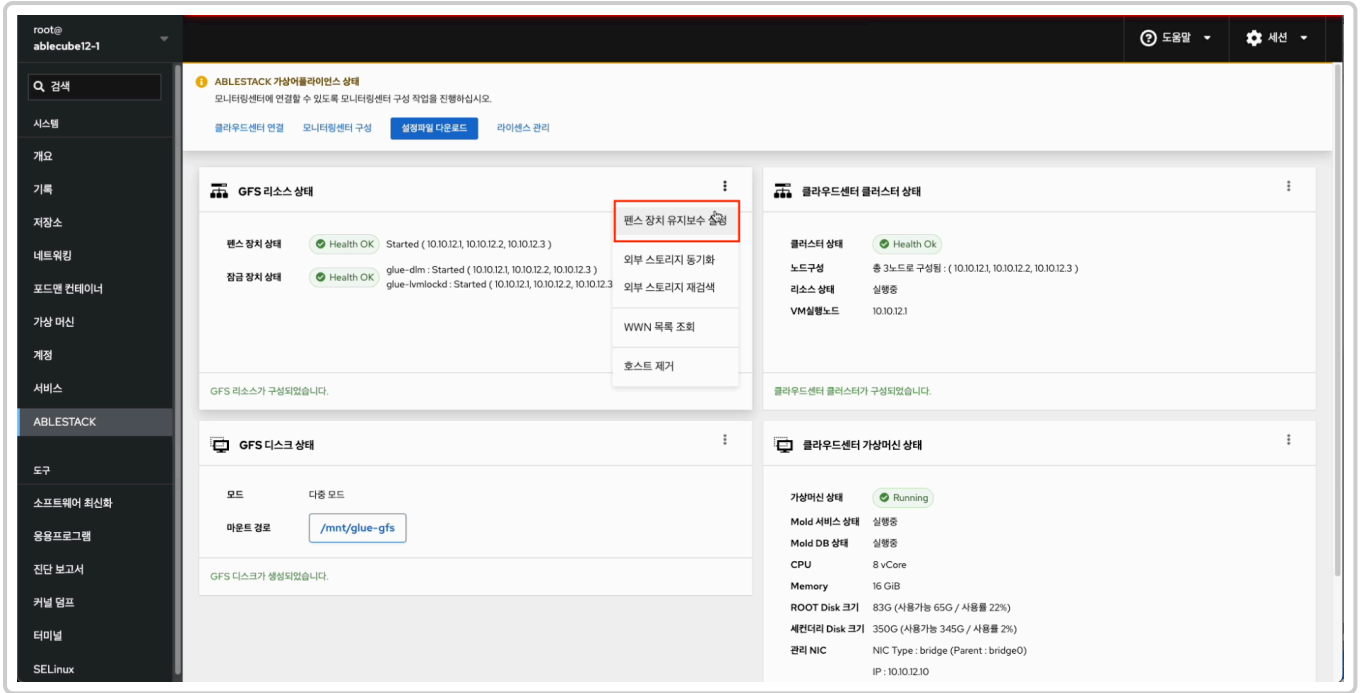 root@
ablecube12-1
도움말
세션
검색
시스템
개요
기록
저장소
네트워킹
포드맨 컨테이너
가상 머신
계정
서비스
ABLESTACK
도구
소프트웨어 최신화
응용프로그램
진단 보고서
커널 덤프
터미널
SELinux
ABLESTACK 가상어플라이언스 상태
모니터링센터에 연결할 수 있도록 모니터링센터 구성 작업을 진행하십시오.
클라우드센터 연결 모니터링센터 구성 설정파일 다운로드 라이센스 관리
GFS 리소스 상태
펜스 장치 상태 Health OK Started ( 10.10.12.1, 10.10.12.2, 10.10.12.3 )
잠금 장치 상태 Health OK glue-dlm : Started ( 10.10.12.1, 10.10.12.2, 10.10.12.3 )
glue-lvmlockd : Started ( 10.10.12.1, 10.10.12.2, 10.10.12.3
GFS 리소스가 구성되었습니다.
펜스 장치 유지보수 설정
외부 스토리지 동기화
외부 스토리지 재검색
WWN 목록 조회
호스트 제거
클라우드센터 클러스터 상태
클러스터 상태 Health Ok
노드구성 총 3노드로 구성됨 : ( 10.10.12.1, 10.10.12.2, 10.10.12.3 )
리소스 상태 실행중
VM실행노드 10.10.12.1
클라우드센터 클러스터가 구성되었습니다.
GFS 디스크 상태
모드 다중 모드
마운트 경로 /mnt/glue-gfs
GFS 디스크가 생성되었습니다.
클라우드센터 가상머신 상태
가상머신 상태 Running
Mold 서비스 상태 실행중
Mold DB 상태 실행중
CPU 8 vCore
Memory 16 GiB
ROOT Disk 크기 83G (사용가능 65G / 사용률 22%)
세컨더리 Disk 크기 350G (사용가능 345G / 사용률 2%)
관리 NIC NIC Type : bridge (Parent : bridge0)
IP : 10.10.12.10